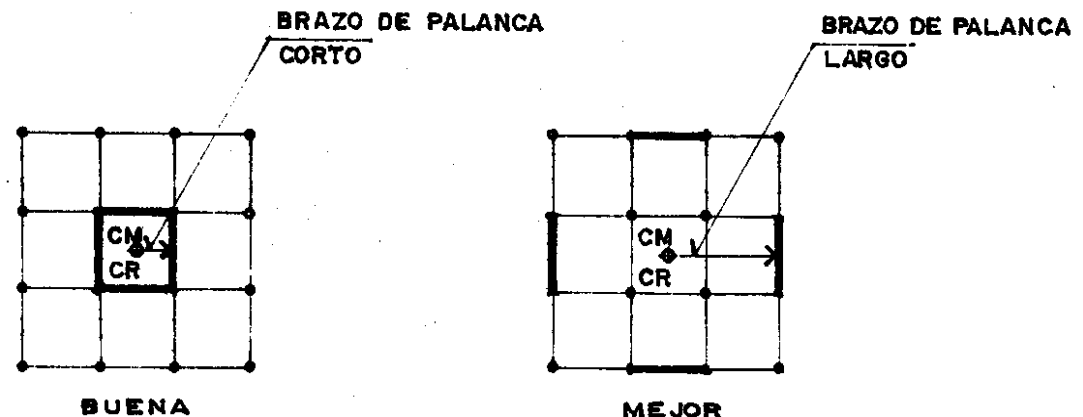 BRAZO DE PALANCA
CORTO
BRAZO DE PALANCA
LARGO
CM
CR
CM
CR
BUENA
MEJOR